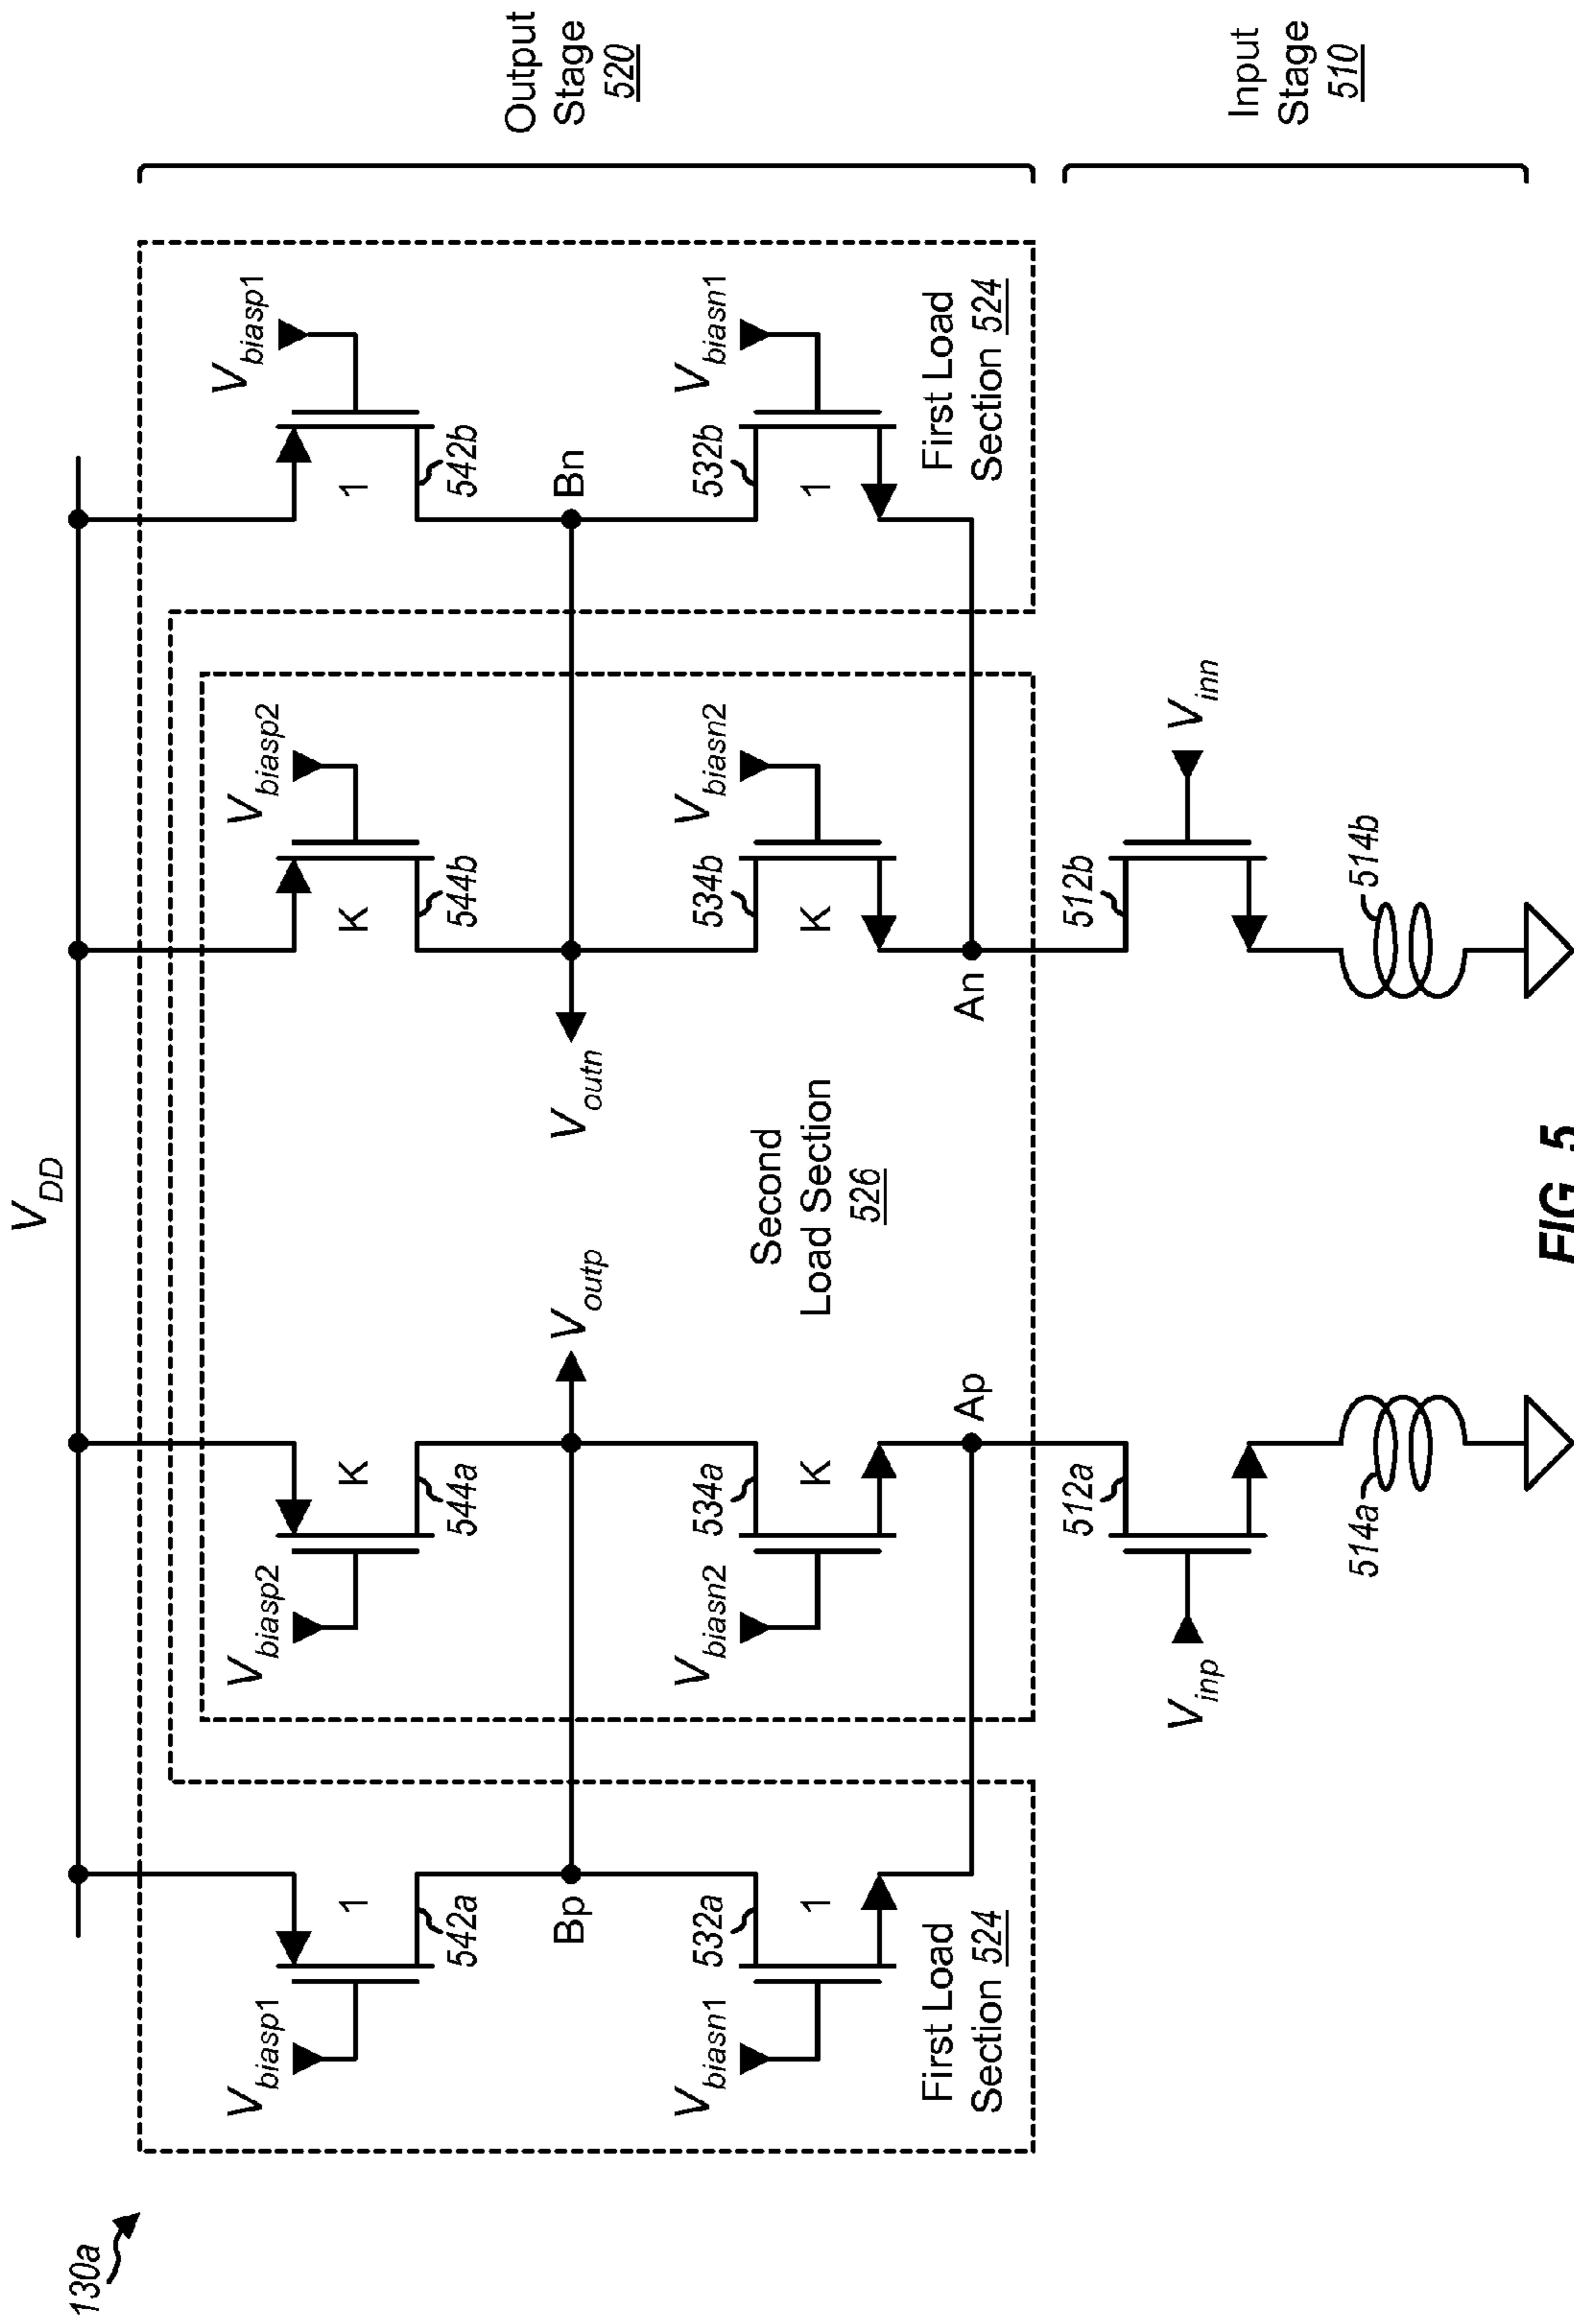 130a
V_DD
Output
Stage
520
V_biasp1
1
542a
V_biasp2
K
544a
V_biasp2
K
544b
V_biasp1
1
542b
Bp
V_outp
V_outn
Bn
V_biasn1
1
532a
V_biasn2
K
534a
V_biasn2
K
534b
V_biasn1
1
532b
Second
Load Section
526
First Load
Section 524
Ap
An
First Load
Section 524
Input
Stage
510
V_inp
512a
512b
V_inn
514a
514b
FIG. 5